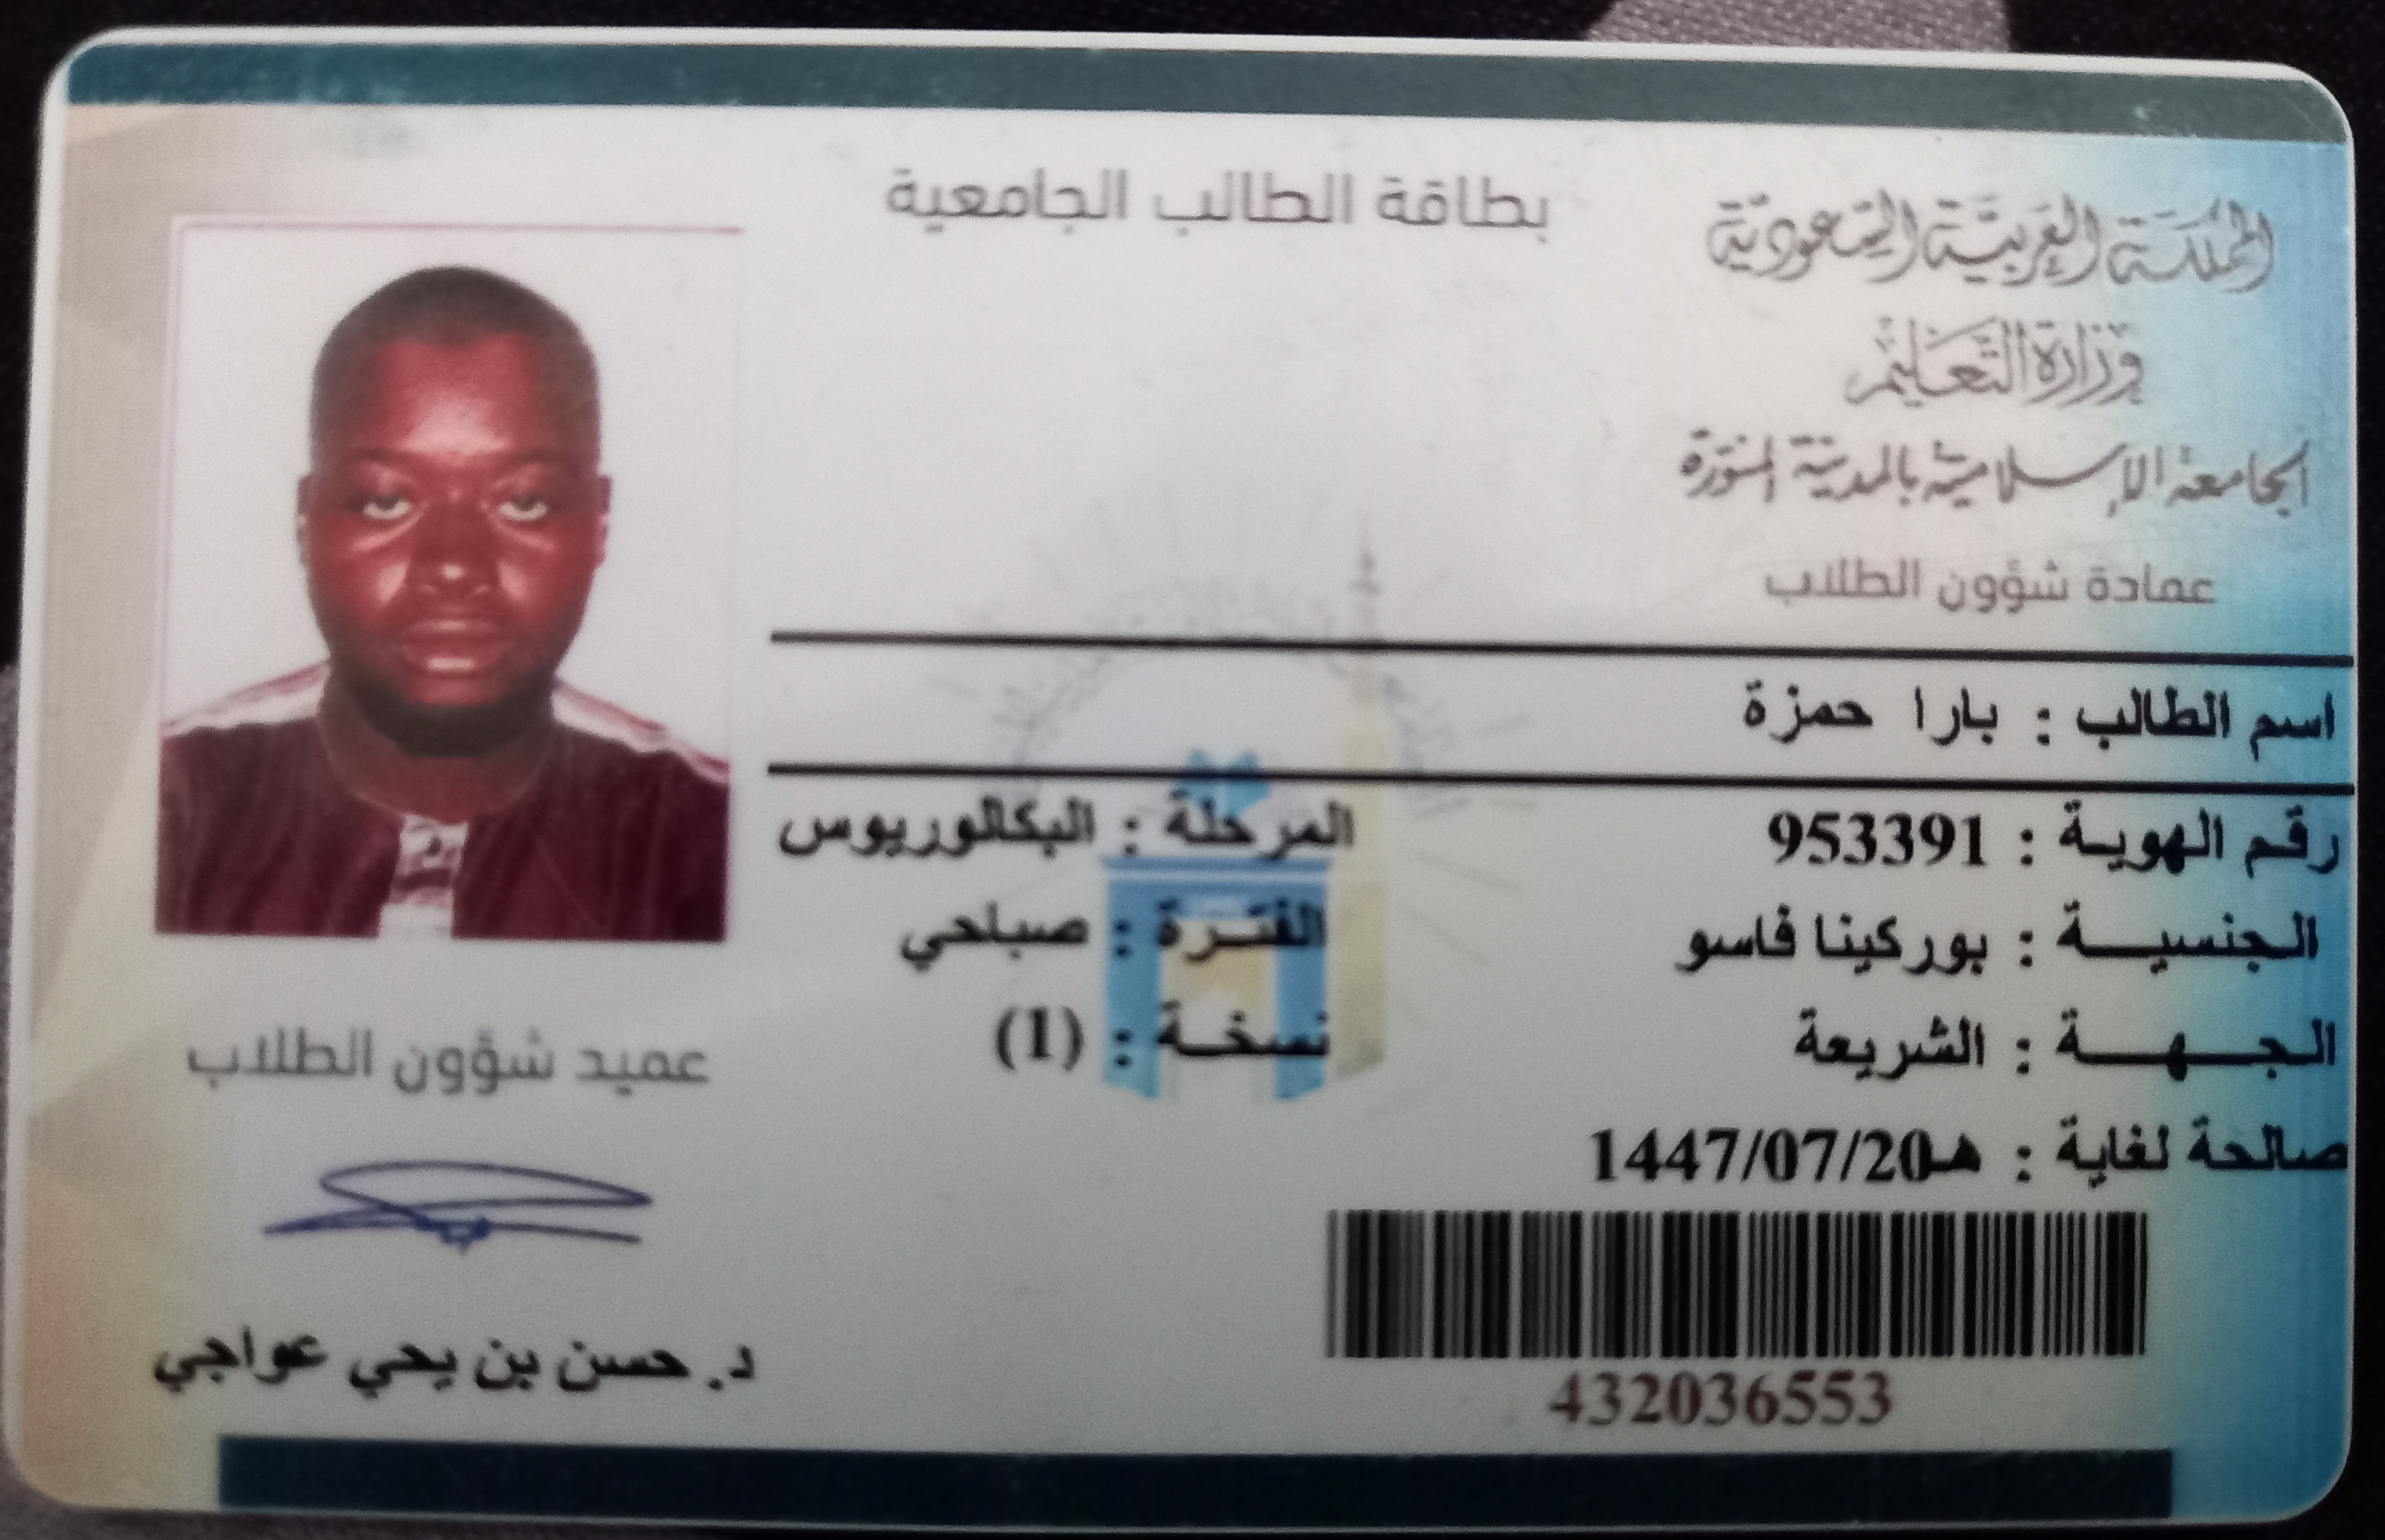 بطاقة الطالب الجامعية
المملكة العربية السعودية
وزارة التعليم
الجامعة الإسلامية بالمدينة المنورة
عمادة شؤون الطلاب
اسم الطالب : بارا حمزة
رقم الهوية : 953391
المرحلة : البكالوريوس
الجنسية : بوركينا فاسو
الفترة : صباحي
الجهة : الشريعة
نسخة : (1)
صالحة لغاية : 1447/07/20هـ
432036553
عميد شؤون الطلاب
د. حسن بن يحي عواجي